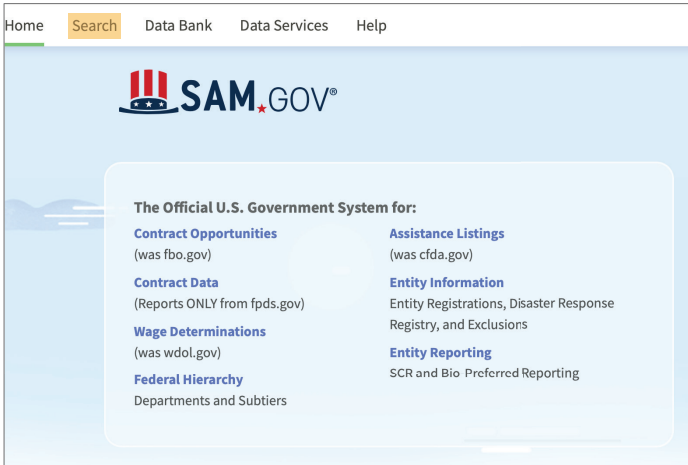 Home Search Data Bank Data Services Help
SAM.GOV®
The Official U.S. Government System for:
Contract Opportunities
(was fbo.gov)
Contract Data
(Reports ONLY from fpds.gov)
Wage Determinations
(was wdol.gov)
Federal Hierarchy
Departments and Subtiers
Assistance Listings
(was cfda.gov)
Entity Information
Entity Registrations, Disaster Response
Registry, and Exclusions
Entity Reporting
SCR and Bio-Preferred Reporting